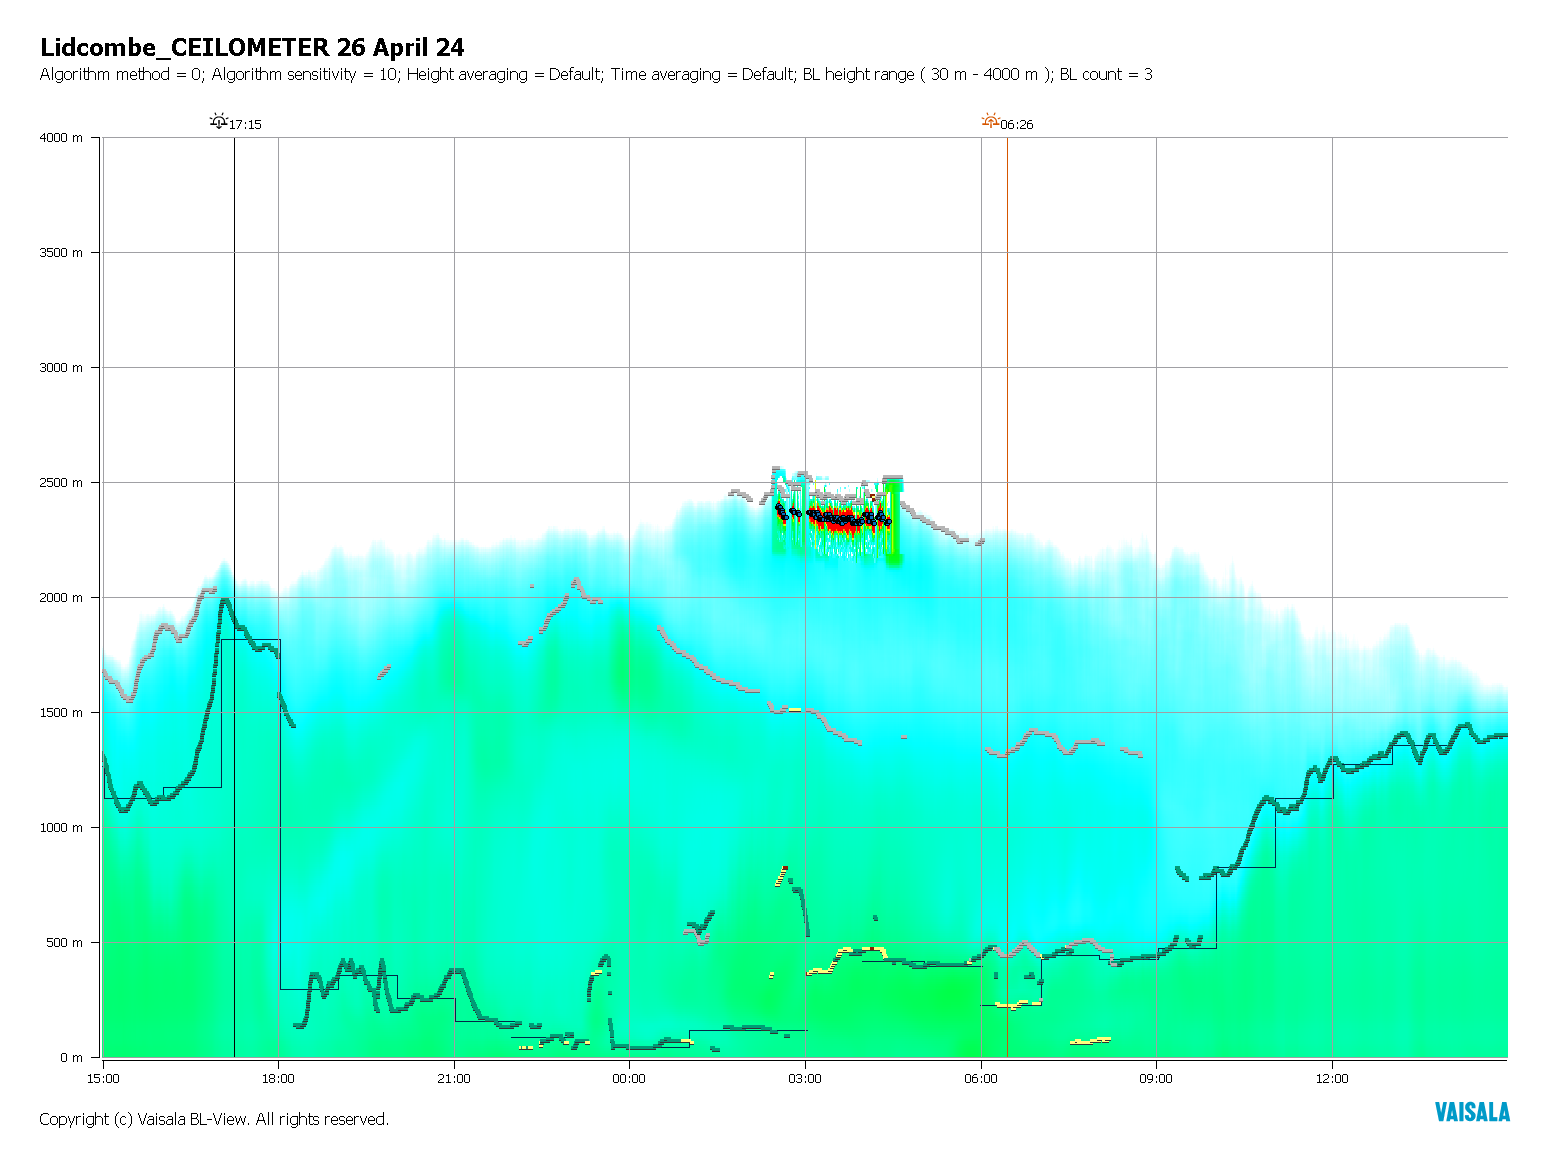 Lidcombe_CEILOMETER 26 April 24
Algorithm method = 0; Algorithm sensitivity = 10; Height averaging = Default; Time averaging = Default; BL height range ( 30 m - 4000 m ); BL count = 3
17:15 06:26
4000 m
3500 m
3000 m
2500 m
2000 m
1500 m
1000 m
500 m
0 m
15:00 18:00 21:00 00:00 03:00 06:00 09:00 12:00
Copyright (c) Vaisala BL-View. All rights reserved.
VAISALA